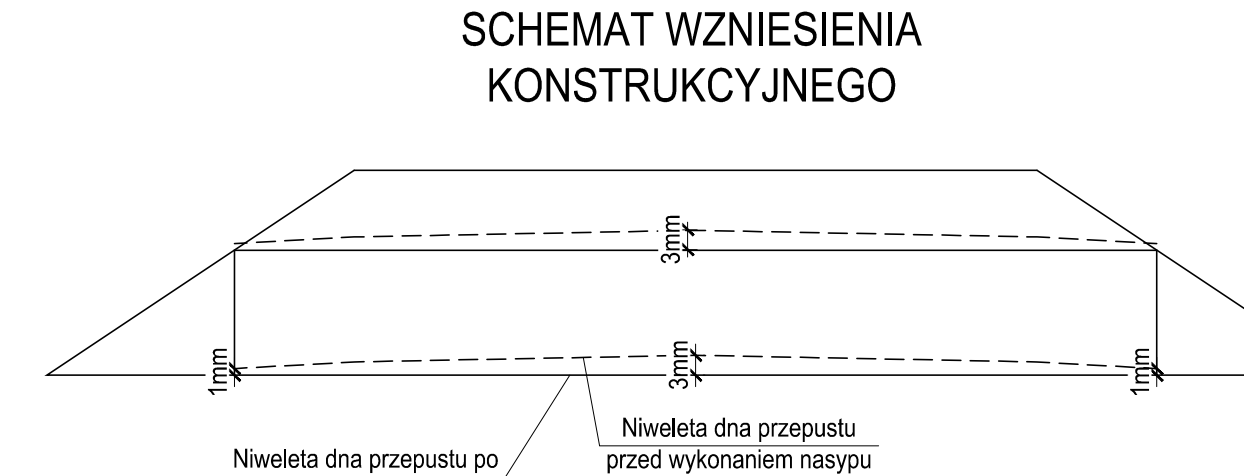 SCHEMAT WZNIESIENIA
KONSTRUKCYJNEGO
3mm
1mm
3mm
1mm
Niweleta dna przepustu
przed wykonaniem nasypu
Niweleta dna przepustu po